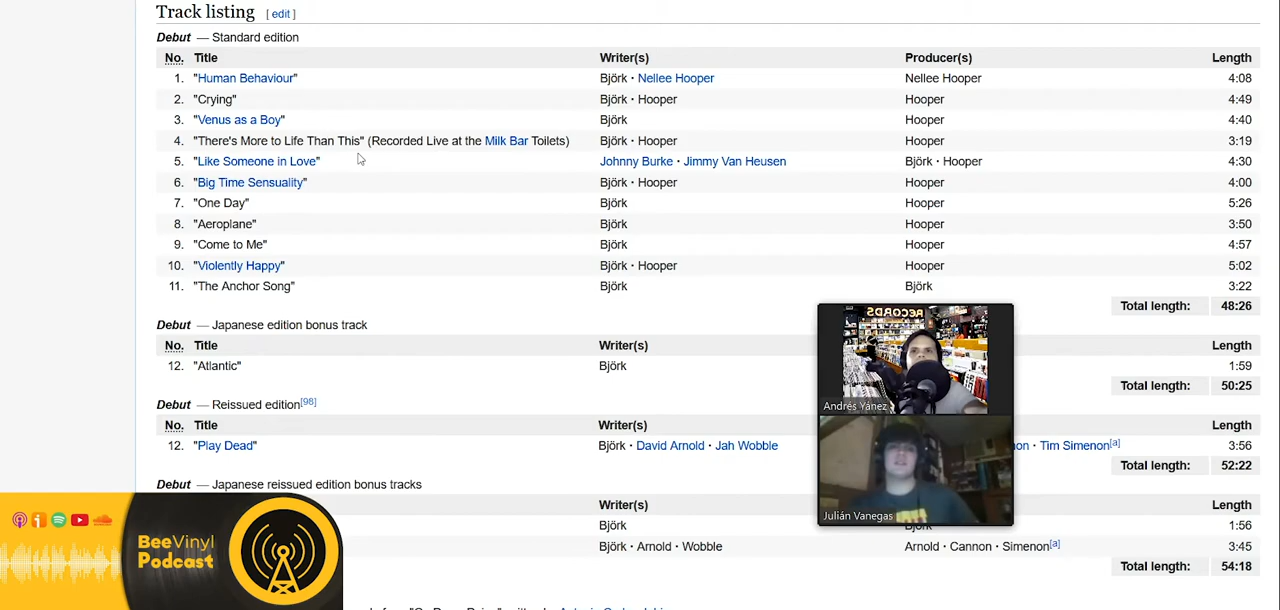 Track listing [ edit ]
Debut — Standard edition
No. Title Writer(s) Producer(s) Length
1. "Human Behaviour" Björk · Nellee Hooper Nellee Hooper 4:08
2. "Crying" Björk · Hooper Hooper 4:49
3. "Venus as a Boy" Björk Hooper 4:40
4. "There's More to Life Than This" (Recorded Live at the Milk Bar Toilets) Björk · Hooper Hooper 3:19
5. "Like Someone in Love" Johnny Burke · Jimmy Van Heusen Björk · Hooper 4:30
6. "Big Time Sensuality" Björk · Hooper Hooper 4:00
7. "One Day" Björk Hooper 5:26
8. "Aeroplane" Björk Hooper 3:50
9. "Come to Me" Björk Hooper 4:57
10. "Violently Happy" Björk · Hooper Hooper 5:02
11. "The Anchor Song" Björk Björk 3:22
Total length: 48:26
Debut — Japanese edition bonus track
No. Title Writer(s) Length
12. "Atlantic" Björk 1:59
Total length: 50:25
Debut — Reissued edition[98]
No. Title Writer(s) Length
12. "Play Dead" Björk · David Arnold · Jah Wobble on · Tim Simenon[a] 3:56
Total length: 52:22
Debut — Japanese reissued edition bonus tracks
Writer(s) Length
Björk Björk 1:56
Björk · Arnold · Wobble Arnold · Cannon · Simenon[a] 3:45
Total length: 54:18
RECORDS
Andrés Yánez
Julián Vanegas
BeeVinyl
Podcast